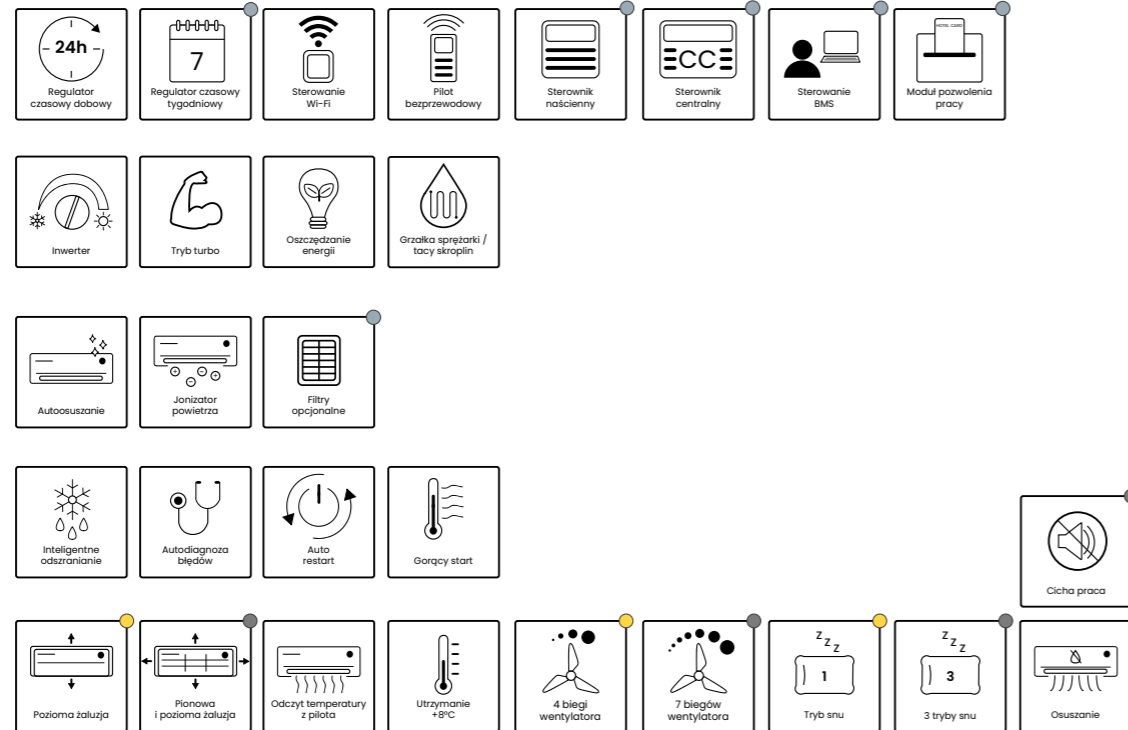 24h
Regulator
czasowy dobowy
7
Regulator czasowy
tygodniowy
Sterowanie
Wi-Fi
Pilot
bezprzewodowy
Sterownik
naścienny
CC
Sterownik
centralny
Sterowanie
BMS
HOTEL CARD
Moduł pozwolenia
pracy
Inwerter
Tryb turbo
Oszczędzanie
energii
Grzałka sprężarki /
tacy skroplin
Autoosuszanie
Jonizator
powietrza
Filtry
opcjonalne
Inteligentne
odszranianie
Autodiagnoza
błędów
Auto
restart
Gorący start
Cicha praca
Pozioma żaluzja
Pionowa
i pozioma żaluzja
Odczyt temperatury
z pilota
Utrzymanie
+8°C
4 biegi
wentylatora
7 biegów
wentylatora
Z Z Z
1
Tryb snu
Z Z Z
3
3 tryby snu
Osuszanie